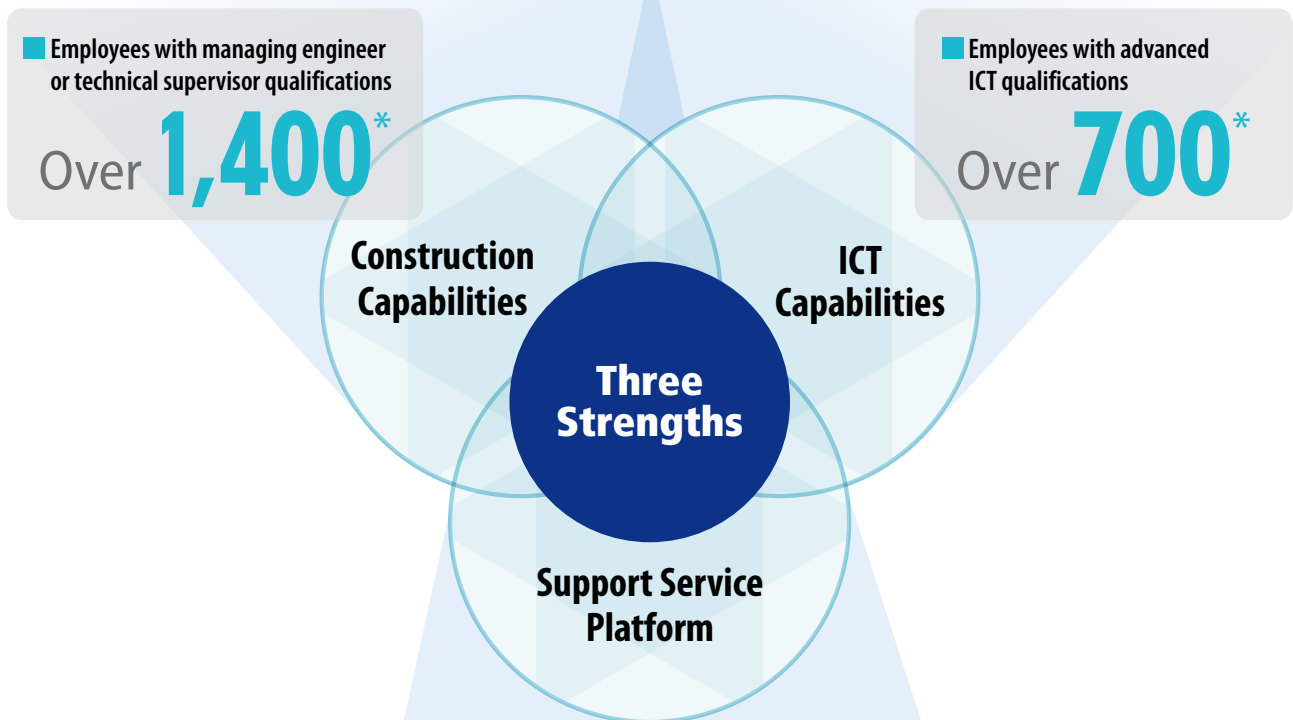 Employees with managing engineer
or technical supervisor qualifications
Over 1,400*
Employees with advanced
ICT qualifications
Over 700*
Construction
Capabilities
ICT
Capabilities
Three
Strengths
Support Service
Platform